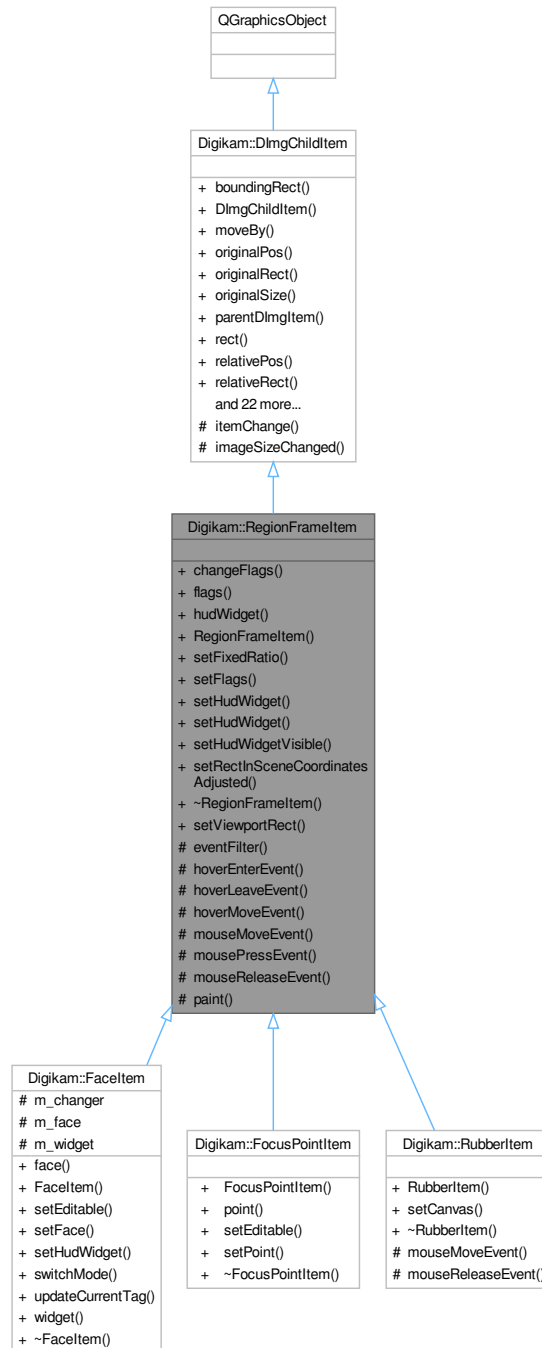 QGraphicsObject
Digikam::DImgChildItem
+ boundingRect()
+ DImgChildItem()
+ moveBy()
+ originalPos()
+ originalRect()
+ originalSize()
+ parentDImgItem()
+ rect()
+ relativePos()
+ relativeRect()
and 22 more...
# itemChange()
# imageSizeChanged()
Digikam::RegionFrameItem
+ changeFlags()
+ flags()
+ hudWidget()
+ RegionFrameItem()
+ setFixedRatio()
+ setFlags()
+ setHudWidget()
+ setHudWidget()
+ setHudWidgetVisible()
+ setRectInSceneCoordinates
Adjusted()
+ ~RegionFrameItem()
+ setViewportRect()
# eventFilter()
# hoverEnterEvent()
# hoverLeaveEvent()
# hoverMoveEvent()
# mouseMoveEvent()
# mousePressEvent()
# mouseReleaseEvent()
# paint()
Digikam::FaceItem
# m_changer
# m_face
# m_widget
+ face()
+ FaceItem()
+ setEditable()
+ setFace()
+ setHudWidget()
+ switchMode()
+ updateCurrentTag()
+ widget()
+ ~FaceItem()
Digikam::FocusPointItem
+ FocusPointItem()
+ point()
+ setEditable()
+ setPoint()
+ ~FocusPointItem()
Digikam::RubberItem
+ RubberItem()
+ setCanvas()
+ ~RubberItem()
# mouseMoveEvent()
# mouseReleaseEvent()